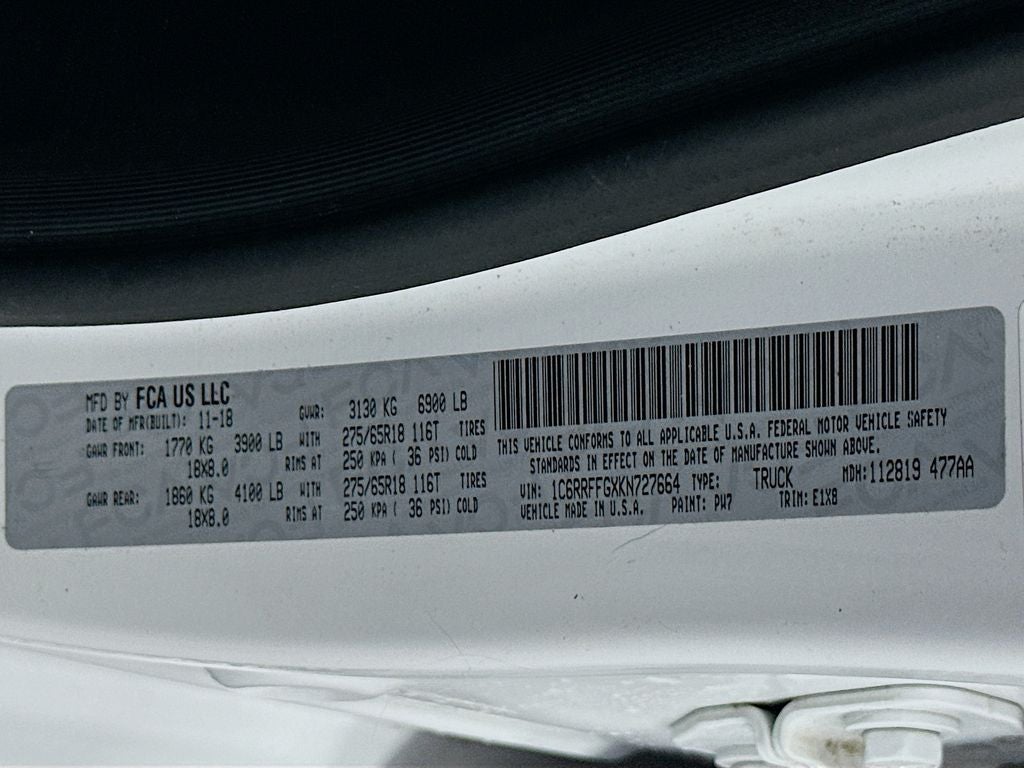 MFD BY FCA US LLC
DATE OF MFR(BUILT): 11-18
GVWR: 3130 KG 6900 LB
GAWR FRONT: 1770 KG 3900 LB WITH 275/65R18 116T TIRES
18X8.0 RIMS AT 250 KPA ( 36 PSI) COLD
GAWR REAR: 1860 KG 4100 LB WITH 275/65R18 116T TIRES
18X8.0 RIMS AT 250 KPA ( 36 PSI) COLD
THIS VEHICLE CONFORMS TO ALL APPLICABLE U.S.A. FEDERAL MOTOR VEHICLE SAFETY
STANDARDS IN EFFECT ON THE DATE OF MANUFACTURE SHOWN ABOVE.
VIN: 1C6RRFFGXKN727664 TYPE: TRUCK MDH:112819 477AA
VEHICLE MADE IN U.S.A. PAINT: PW7 TRIM: E1X8